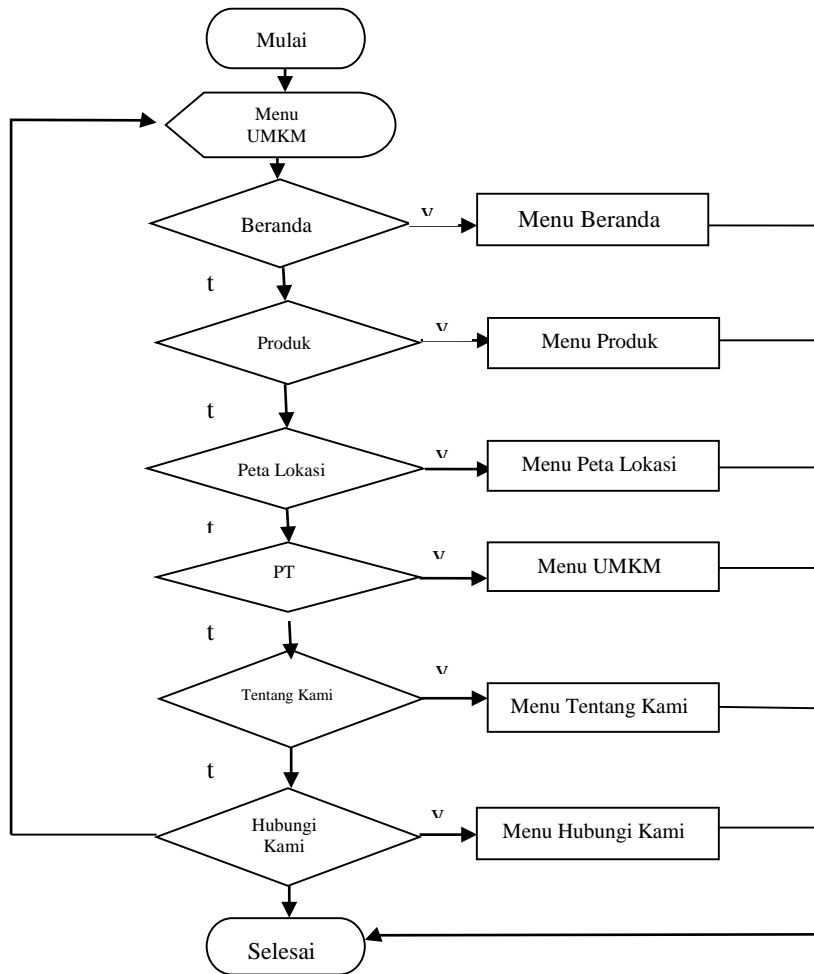 Mulai
Menu
UMKM
Beranda
y
Menu Beranda
t
Produk
y
Menu Produk
t
Peta Lokasi
y
Menu Peta Lokasi
t
PT
y
Menu UMKM
t
Tentang Kami
y
Menu Tentang Kami
t
Hubungi
Kami
y
Menu Hubungi Kami
Selesai